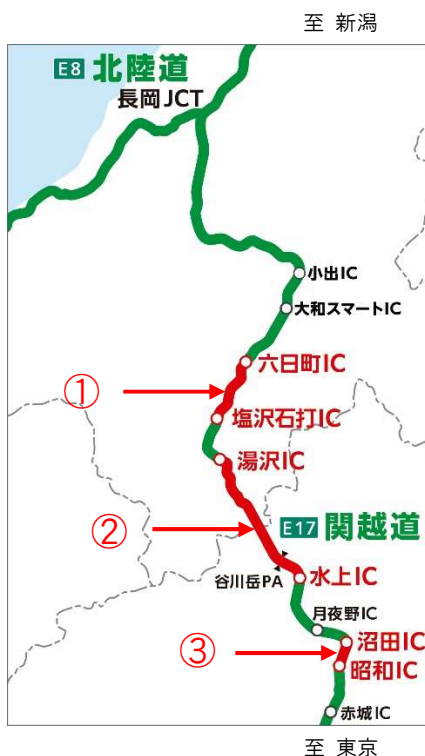 至 新潟
E8 北陸道
長岡JCT
小出IC
大和スマートIC
六日町IC
①
塩沢石打IC
湯沢IC
②
E17 関越道
谷川岳PA
水上IC
月夜野IC
③
沼田IC
昭和IC
赤城IC
至 東京